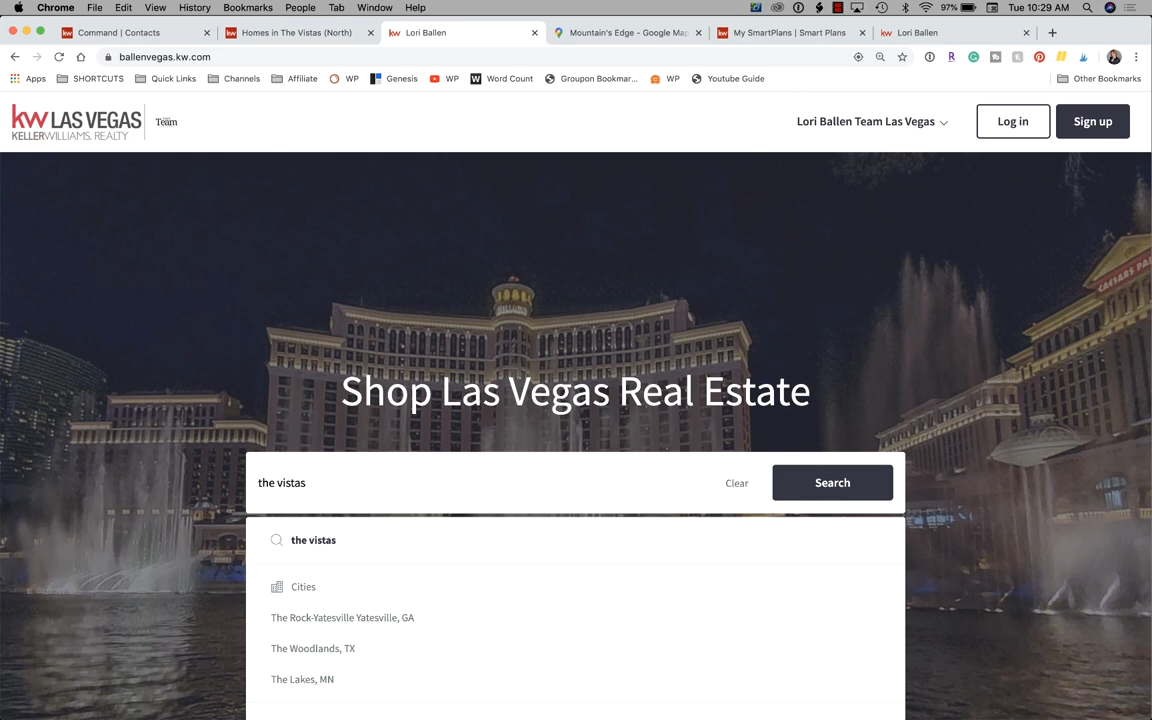 Chrome File Edit View History Bookmarks People Tab Window Help 97% Tue 10:29 AM
Command | Contacts Homes in The Vistas (North) Lori Ballen Mountain's Edge - Google Map My SmartPlans | Smart Plans Lori Ballen
ballenvegas.kw.com
Apps SHORTCUTS Quick Links Channels Affiliate WP Genesis WP Word Count Groupon Bookmar... WP Youtube Guide Other Bookmarks
kw LAS VEGAS
KELLERWILLIAMS. REALTY
Team
Lori Ballen Team Las Vegas
Log in
Sign up
CAESARS PA
Shop Las Vegas Real Estate
the vistas
Clear
Search
the vistas
Cities
The Rock-Yatesville Yatesville, GA
The Woodlands, TX
The Lakes, MN